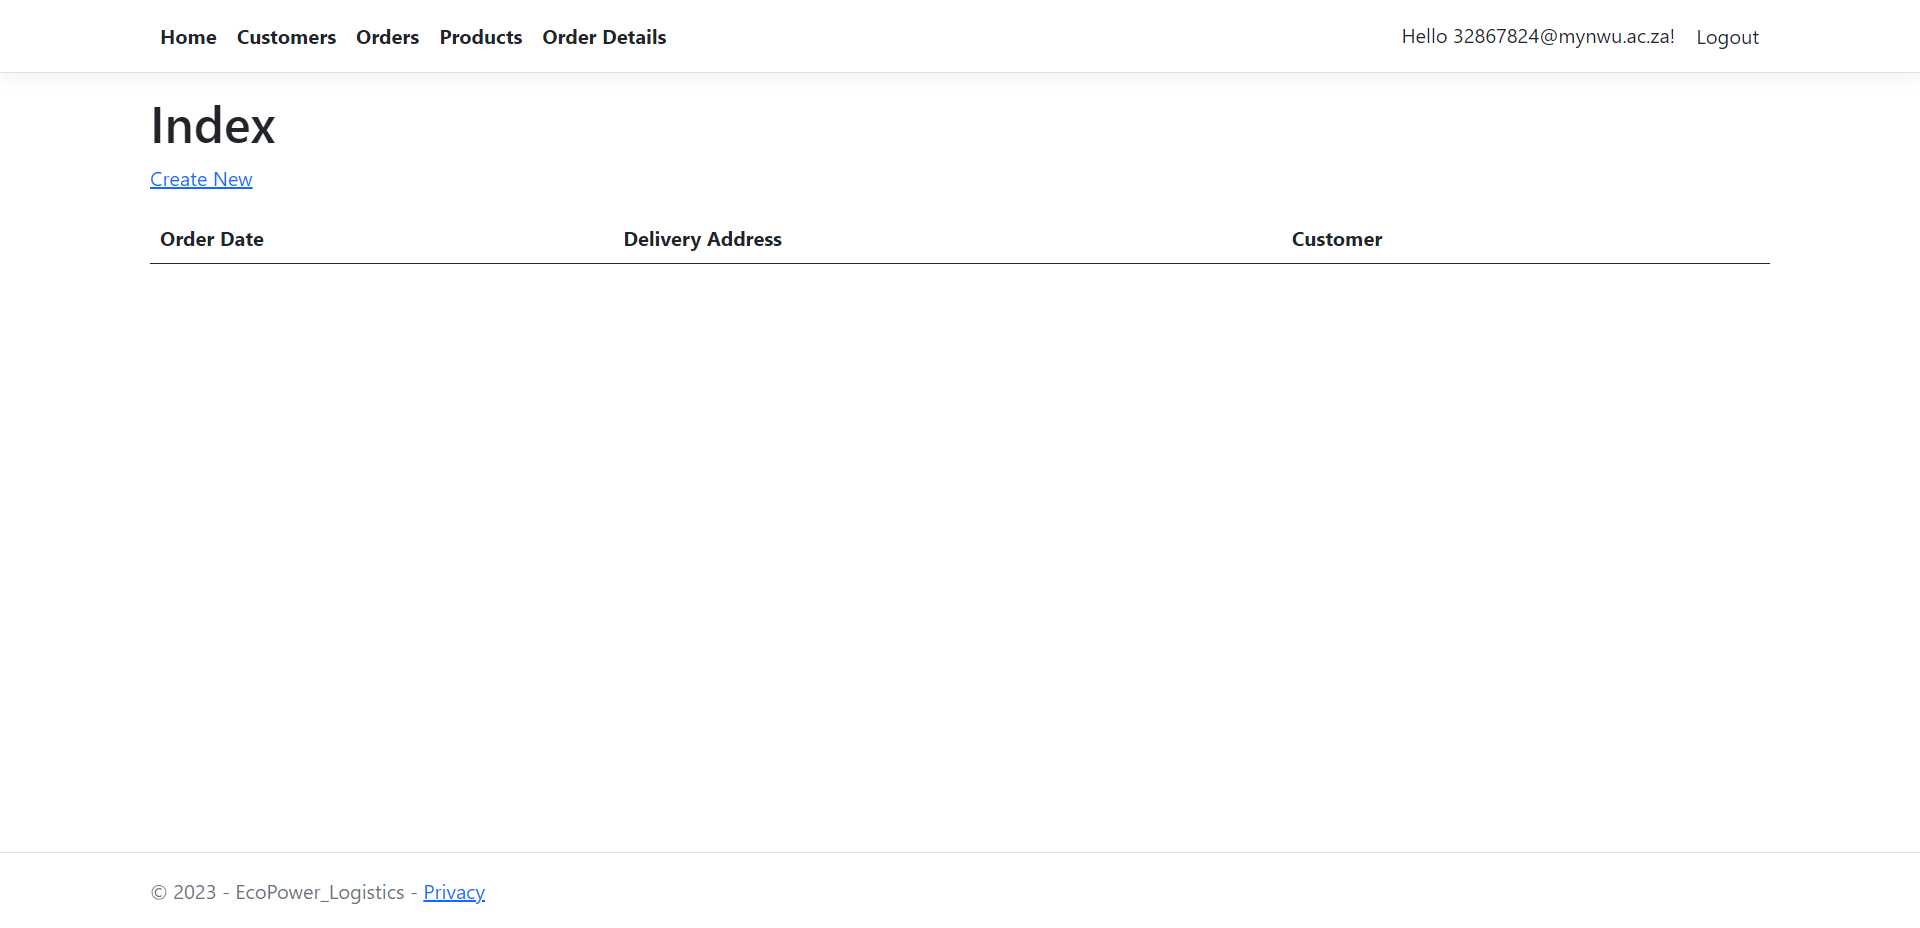 Home Customers Orders Products Order Details Hello 32867824@mynwu.ac.za! Logout
Index
Create New
Order Date Delivery Address Customer
© 2023 - EcoPower_Logistics - Privacy